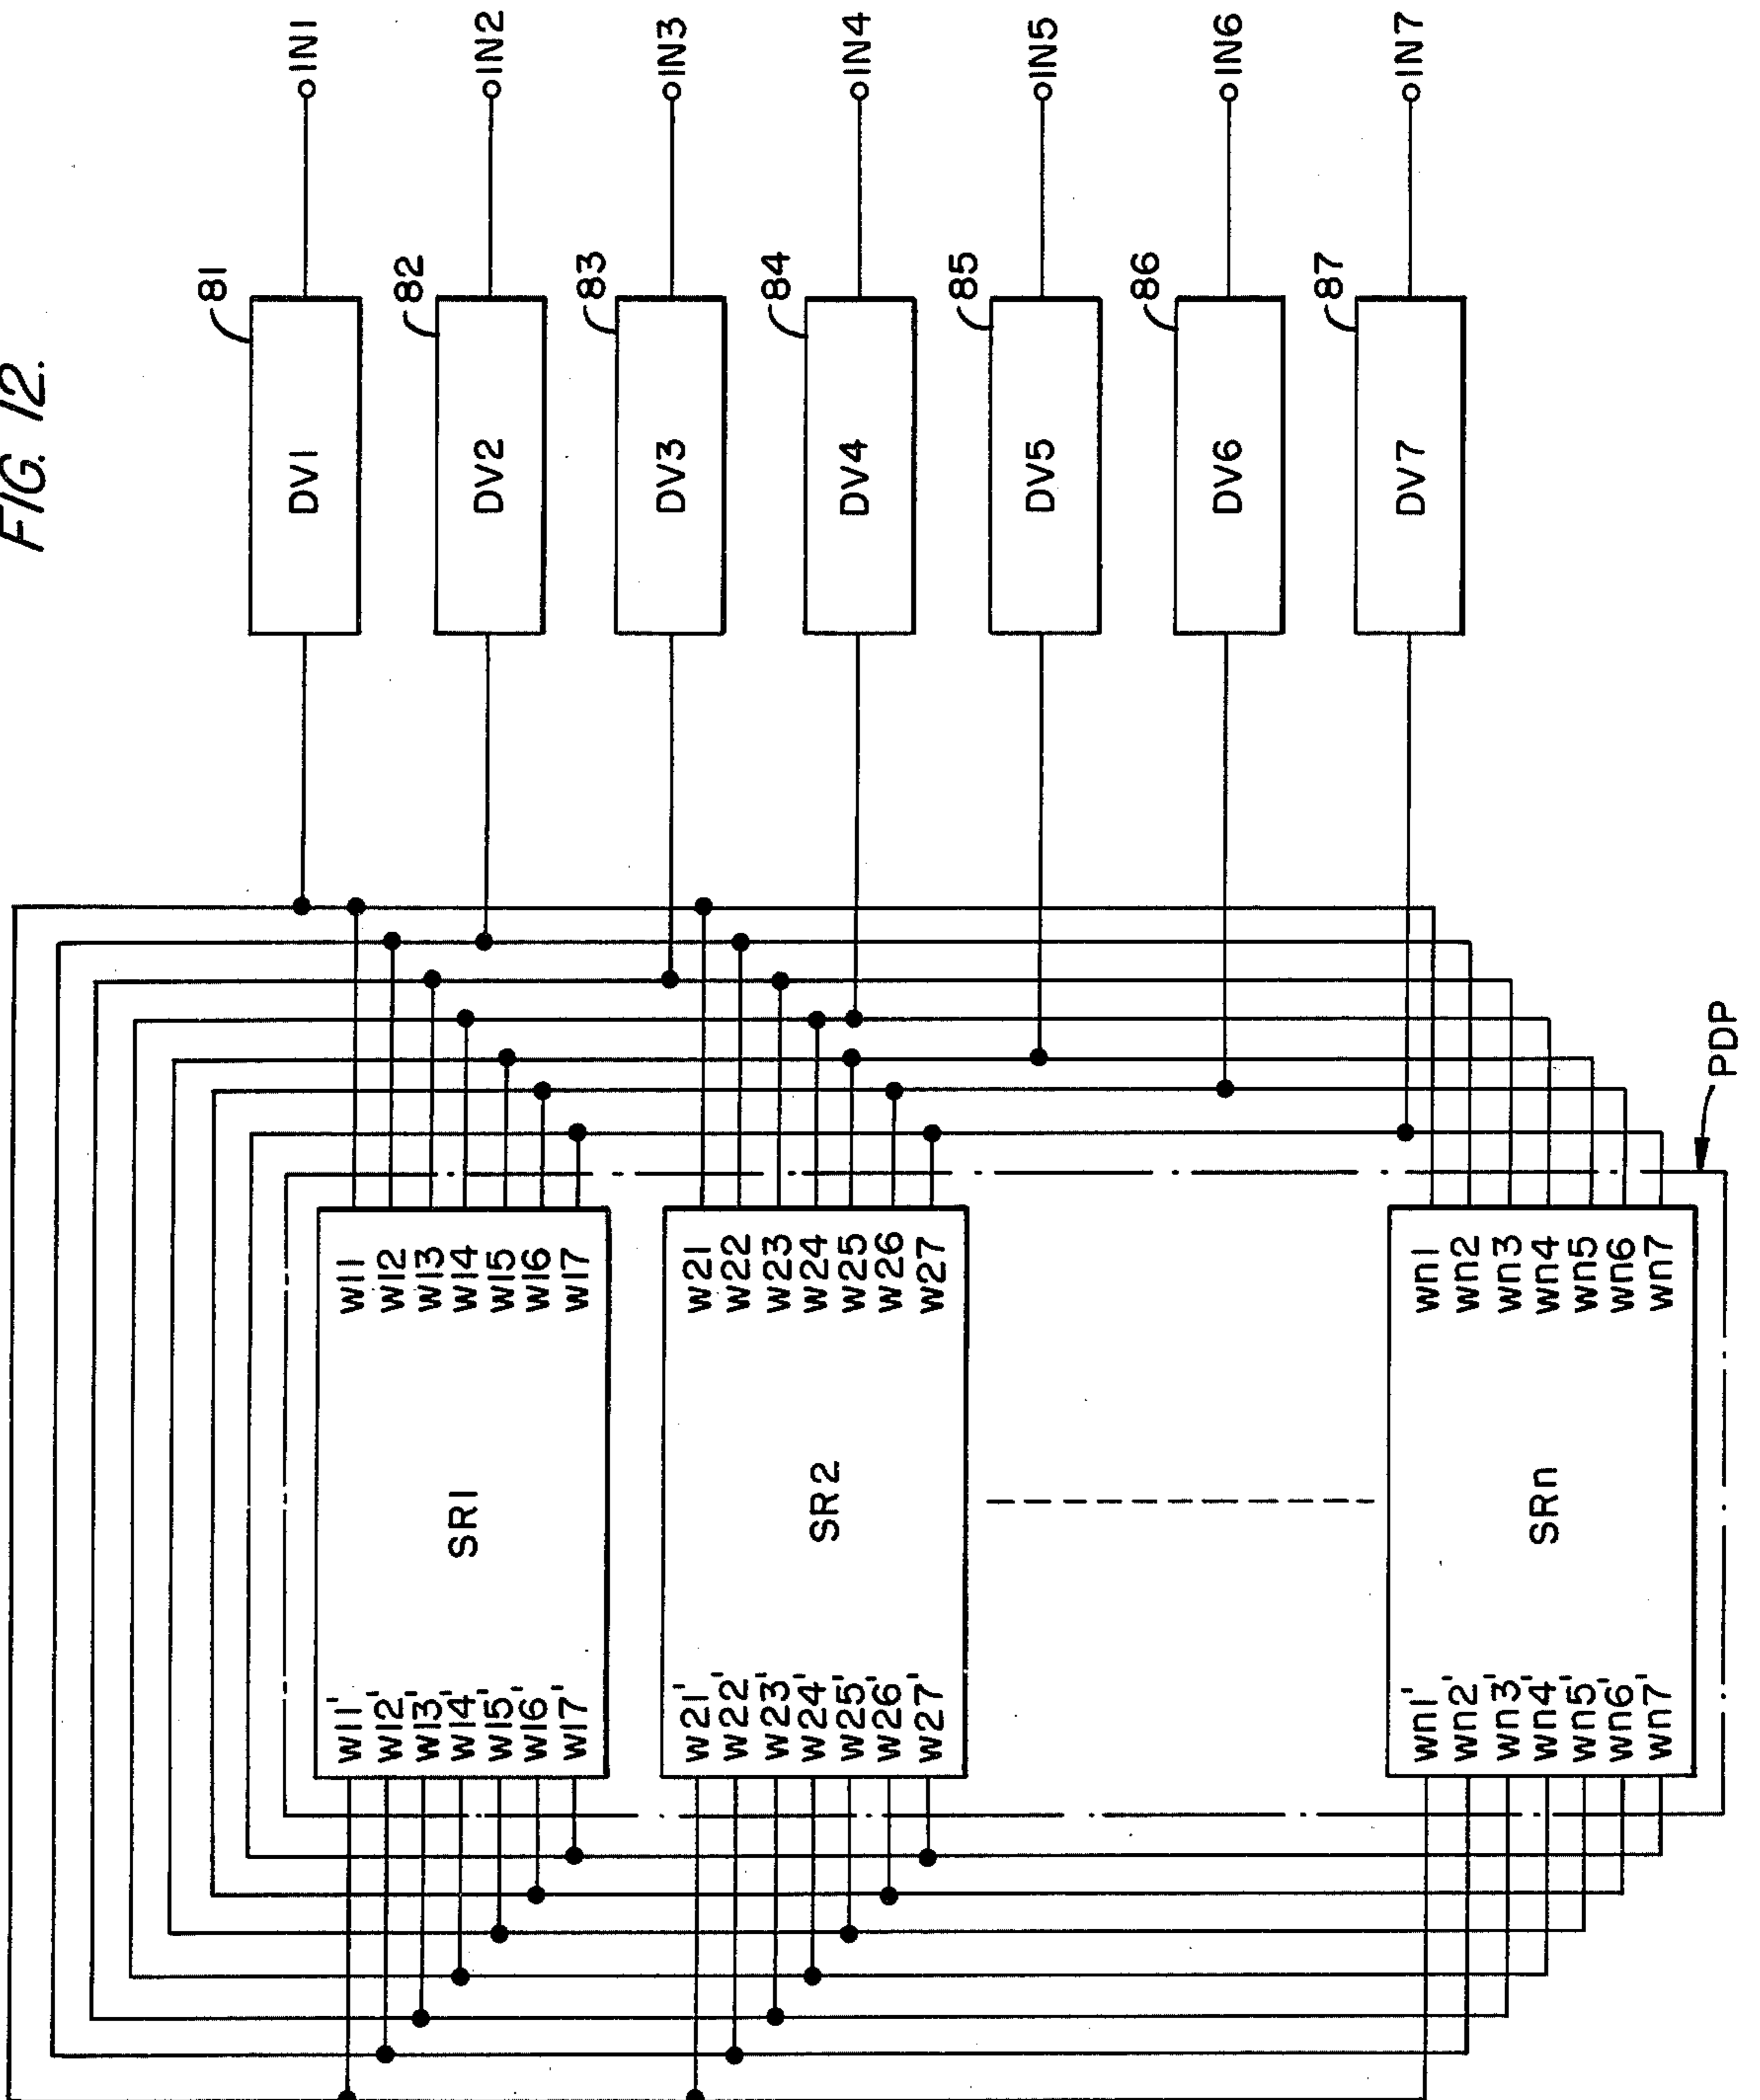 FIG. 12.
IN1
IN2
IN3
IN4
IN5
IN6
IN7
81
82
83
84
85
86
87
DV1
DV2
DV3
DV4
DV5
DV6
DV7
PDP
w11
w12
w13
w14
w15
w16
w17
w21
w22
w23
w24
w25
w26
w27
wn1
wn2
wn3
wn4
wn5
wn6
wn7
SR1
SR2
SRn
w11'
w12'
w13'
w14'
w15'
w16'
w17'
w21'
w22'
w23'
w24'
w25'
w26'
w27'
wn1'
wn2'
wn3'
wn4'
wn5'
wn6'
wn7'